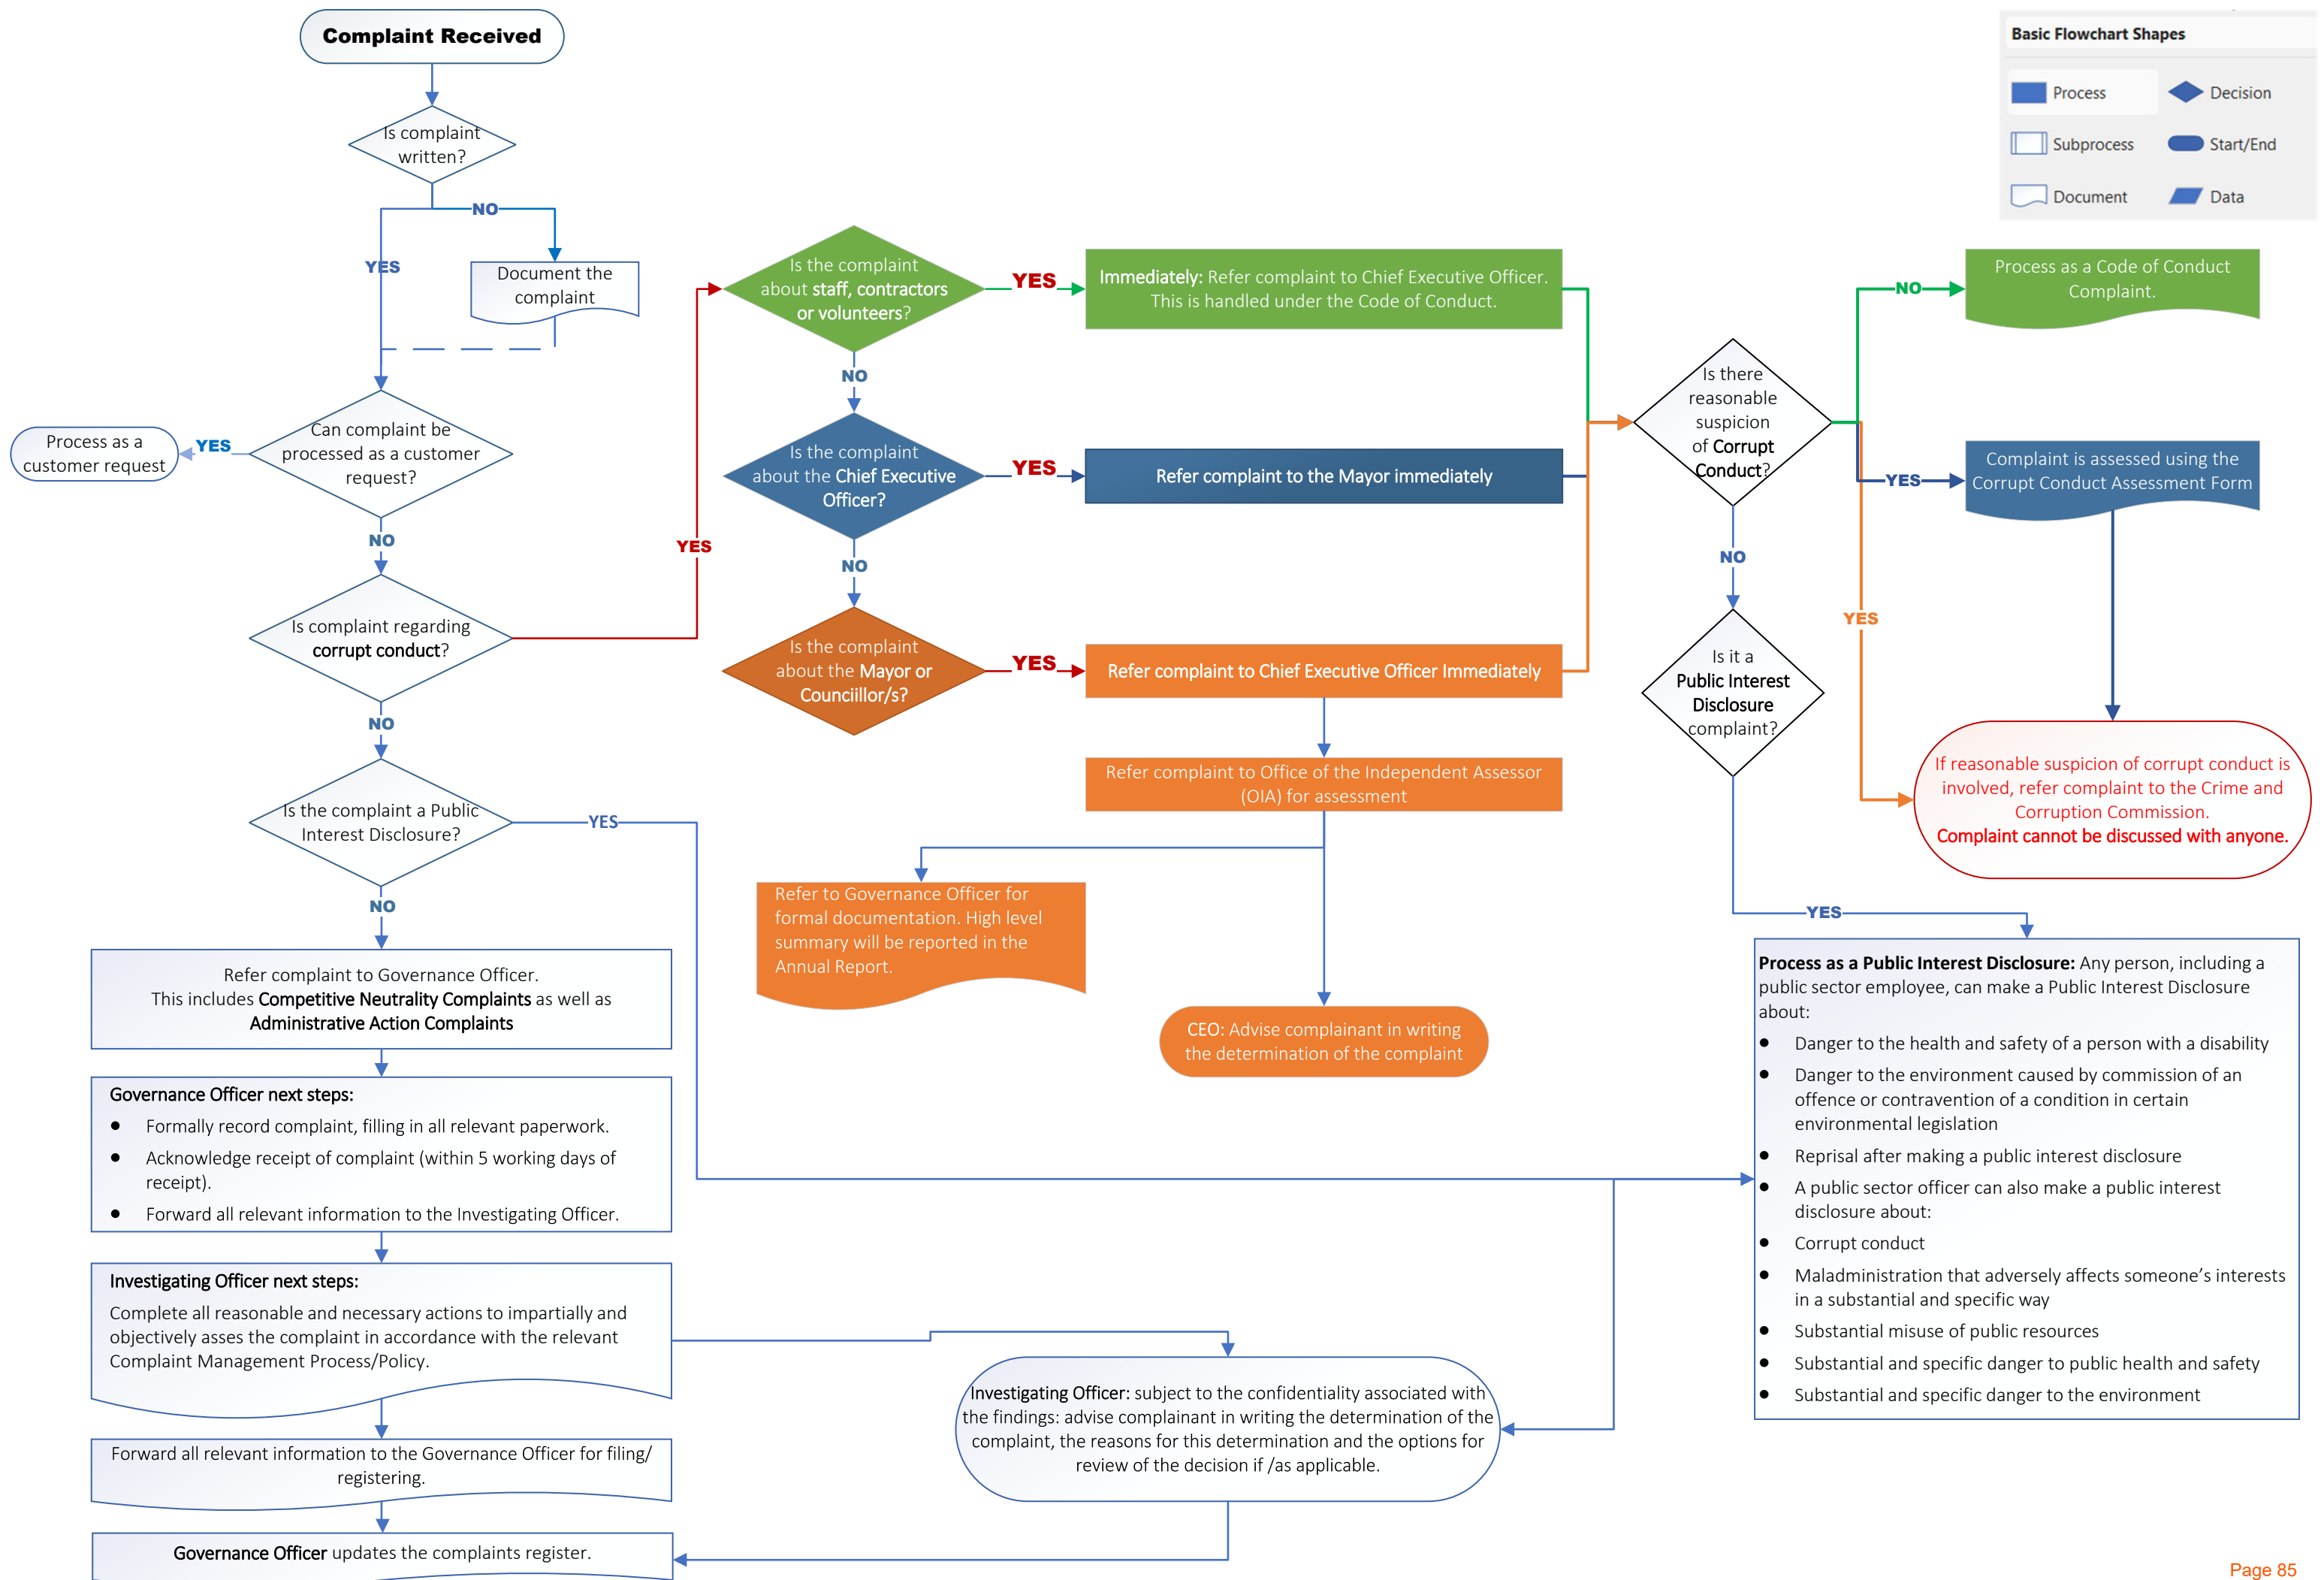 Complaint Received
Basic Flowchart Shapes
Process
Decision
Subprocess
Start/End
Document
Data
Is complaint
written?
NO
YES
Document the
complaint
Can complaint be
processed as a customer
request?
YES
Process as a
customer request
NO
Is complaint regarding
corrupt conduct?
YES
NO
Is the complaint a Public
Interest Disclosure?
YES
NO
Refer complaint to Governance Officer.
This includes Competitive Neutrality Complaints as well as
Administrative Action Complaints
Governance Officer next steps:
● Formally record complaint, filling in all relevant paperwork.
● Acknowledge receipt of complaint (within 5 working days of
receipt).
● Forward all relevant information to the Investigating Officer.
Investigating Officer next steps:
Complete all reasonable and necessary actions to impartially and
objectively asses the complaint in accordance with the relevant
Complaint Management Process/Policy.
Forward all relevant information to the Governance Officer for filing/
registering.
Governance Officer updates the complaints register.
Is the complaint
about staff, contractors
or volunteers?
YES
Immediately: Refer complaint to Chief Executive Officer.
This is handled under the Code of Conduct.
NO
Is the complaint
about the Chief Executive
Officer?
YES
Refer complaint to the Mayor immediately
NO
Is the complaint
about the Mayor or
Counciillor/s?
YES
Refer complaint to Chief Executive Officer Immediately
Refer complaint to Office of the Independent Assessor
(OIA) for assessment
Refer to Governance Officer for
formal documentation. High level
summary will be reported in the
Annual Report.
CEO: Advise complainant in writing
the determination of the complaint
Investigating Officer: subject to the confidentiality associated with
the findings: advise complainant in writing the determination of the
complaint, the reasons for this determination and the options for
review of the decision if /as applicable.
Is there
reasonable
suspicion
of Corrupt
Conduct?
NO
Process as a Code of Conduct
Complaint.
YES
Complaint is assessed using the
Corrupt Conduct Assessment Form
YES
If reasonable suspicion of corrupt conduct is
involved, refer complaint to the Crime and
Corruption Commission.
Complaint cannot be discussed with anyone.
NO
Is it a
Public Interest
Disclosure
complaint?
YES
Process as a Public Interest Disclosure: Any person, including a
public sector employee, can make a Public Interest Disclosure
about:
● Danger to the health and safety of a person with a disability
● Danger to the environment caused by commission of an
offence or contravention of a condition in certain
environmental legislation
● Reprisal after making a public interest disclosure
● A public sector officer can also make a public interest
disclosure about:
● Corrupt conduct
● Maladministration that adversely affects someone’s interests
in a substantial and specific way
● Substantial misuse of public resources
● Substantial and specific danger to public health and safety
● Substantial and specific danger to the environment
Page 85